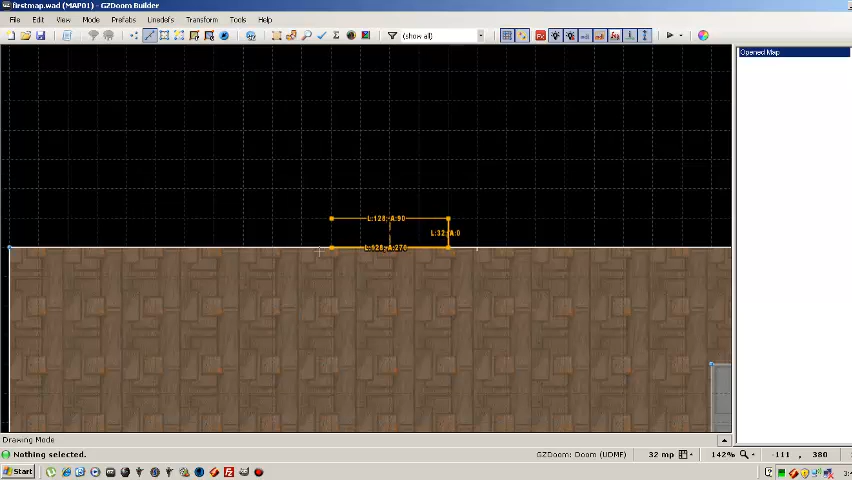 firstmap.wad (MAP01) - GZDoom Builder
File Edit View Mode Prefabs Linedefs Transform Tools Help
(show all)
Opened Map
L:128; A:90
L:32; A:0
L:128; A:270
Drawing Mode
Nothing selected. GZDoom: Doom (UDMF) 32 mp 142% -111 , 380
Start